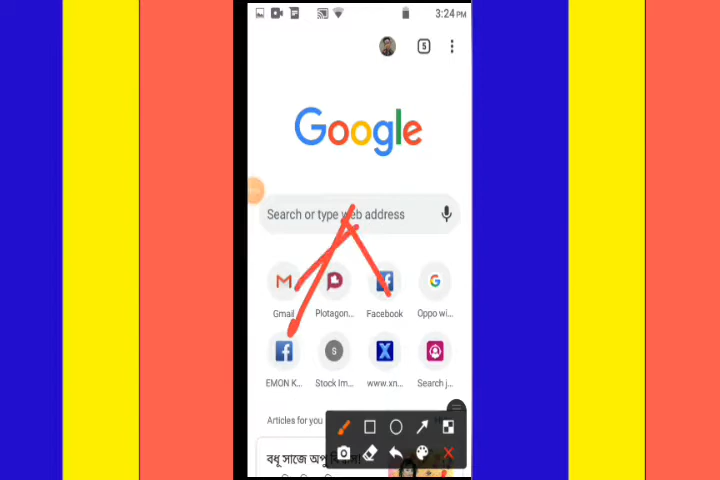 3:24 PM
5
Google
Search or type web address
Gmail
Plotagon...
Facebook
Oppo wi...
EMON K...
S
Stock Im...
www.xn...
Search j...
Articles for you
বধূ সাজে অপু বি